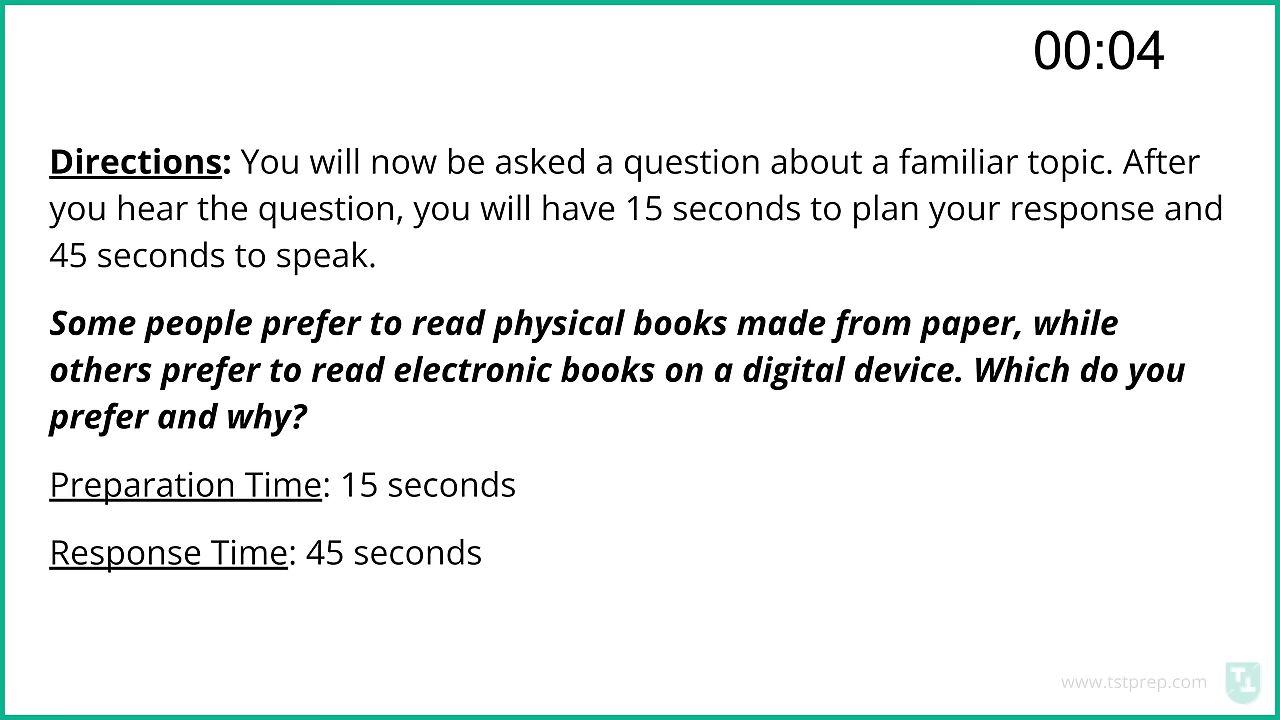 00:04
Directions: You will now be asked a question about a familiar topic. After
you hear the question, you will have 15 seconds to plan your response and
45 seconds to speak.
Some people prefer to read physical books made from paper, while
others prefer to read electronic books on a digital device. Which do you
prefer and why?
Preparation Time: 15 seconds
Response Time: 45 seconds
www.tstprep.com